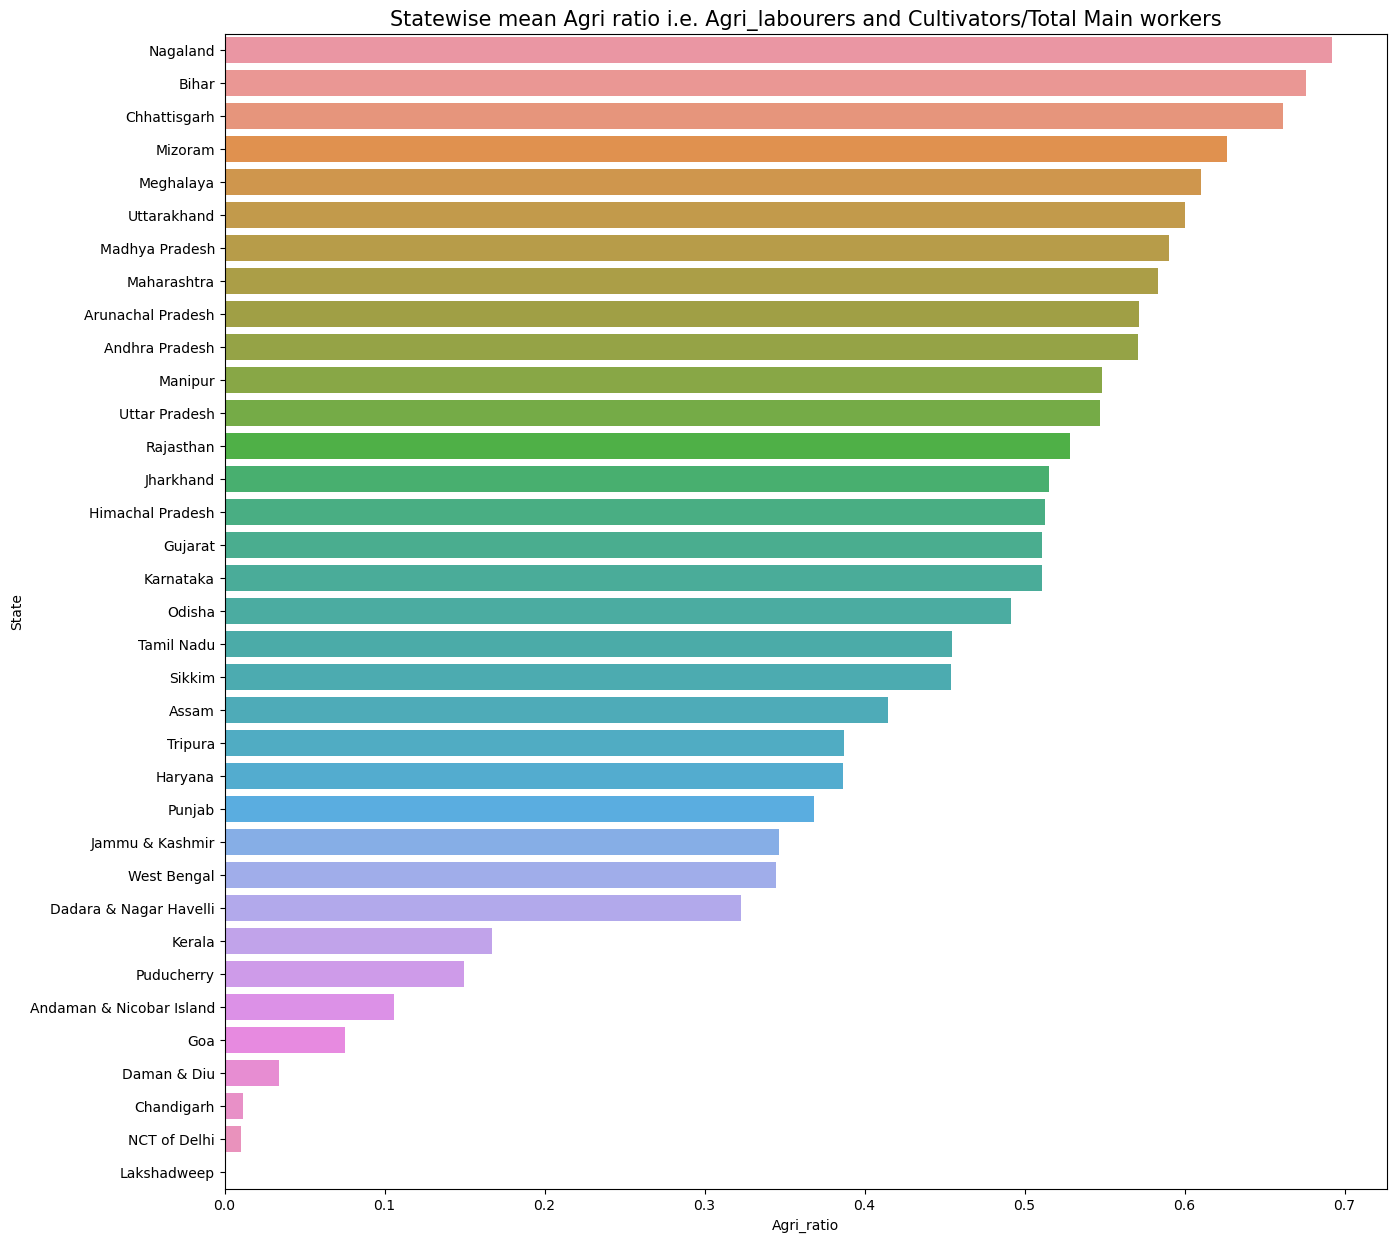 Statewise mean Agri ratio i.e. Agri_labourers and Cultivators/Total Main workers
Nagaland
Bihar
Chhattisgarh
Mizoram
Meghalaya
Uttarakhand
Madhya Pradesh
Maharashtra
Arunachal Pradesh
Andhra Pradesh
Manipur
Uttar Pradesh
Rajasthan
Jharkhand
Himachal Pradesh
Gujarat
Karnataka
Odisha
Tamil Nadu
Sikkim
Assam
Tripura
Haryana
Punjab
Jammu & Kashmir
West Bengal
Dadara & Nagar Havelli
Kerala
Puducherry
Andaman & Nicobar Island
Goa
Daman & Diu
Chandigarh
NCT of Delhi
Lakshadweep
State
0.0 0.1 0.2 0.3 0.4 0.5 0.6 0.7
Agri_ratio